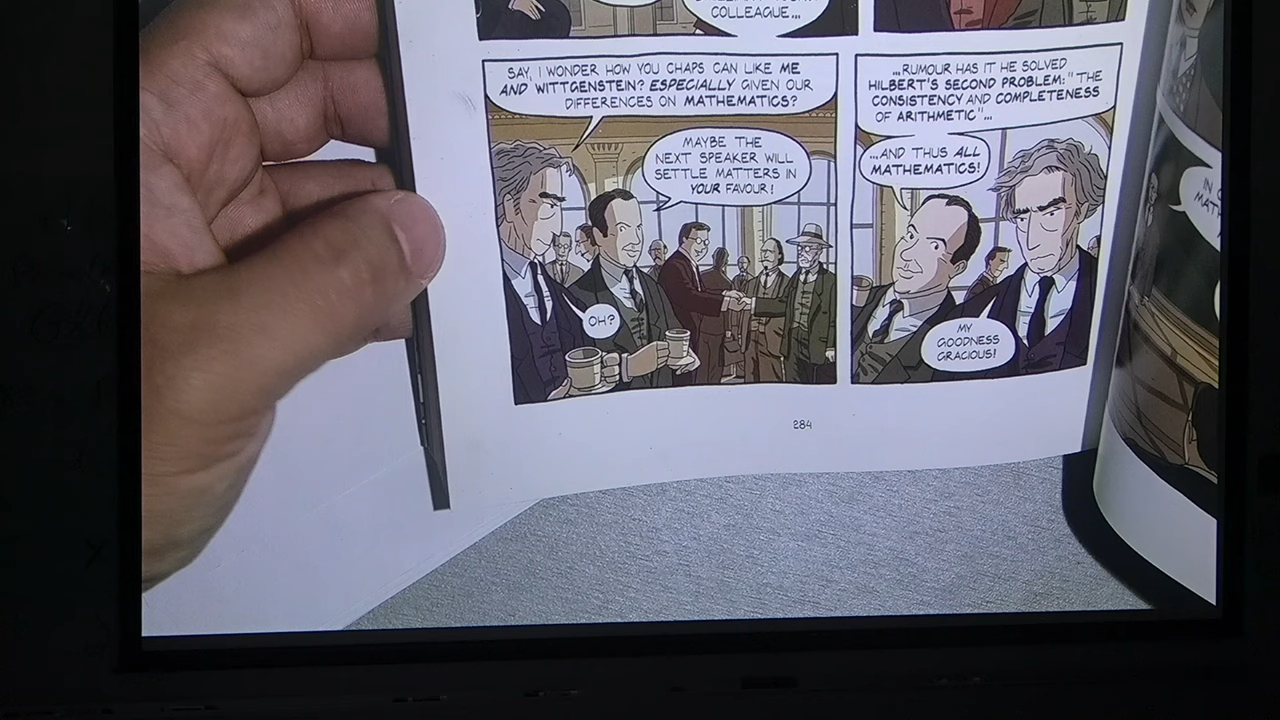 COLLEAGUE...
SAY, I WONDER HOW YOU CHAPS CAN LIKE ME
AND WITTGENSTEIN? ESPECIALLY GIVEN OUR
DIFFERENCES ON MATHEMATICS?
MAYBE THE
NEXT SPEAKER WILL
SETTLE MATTERS IN
YOUR FAVOUR!
OH?
...RUMOUR HAS IT HE SOLVED
HILBERT'S SECOND PROBLEM: "THE
CONSISTENCY AND COMPLETENESS
OF ARITHMETIC"...
...AND THUS ALL
MATHEMATICS!
MY
GOODNESS
GRACIOUS!
284
IN